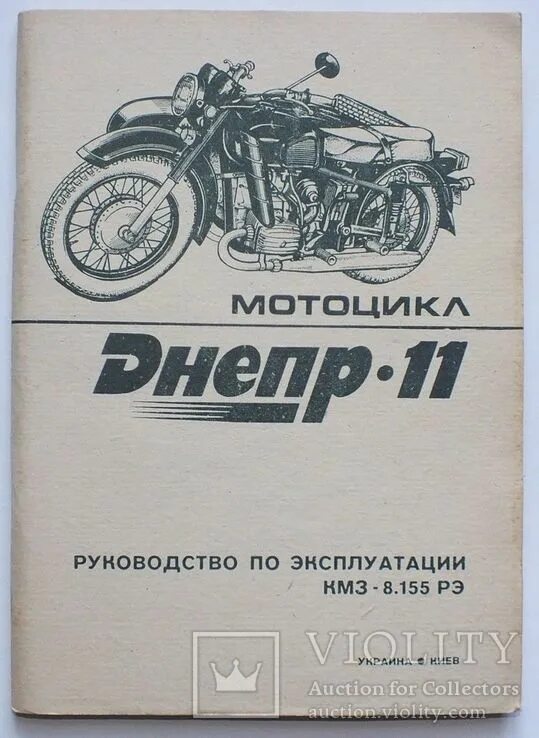 МОТОЦИКЛ
Днепр·11
РУКОВОДСТВО ПО ЭКСПЛУАТАЦИИ
КМЗ - 8.155 РЭ
УКРАИНА КИЕВ
VIOLITY
Auction for Collectors
auction.violity.com